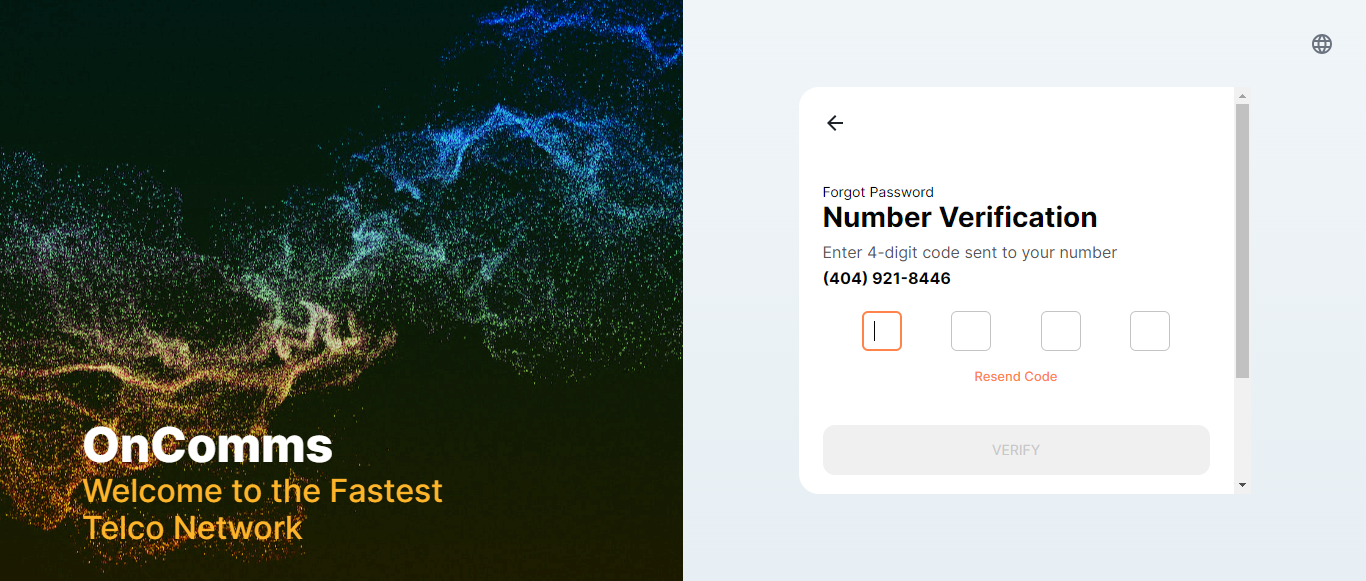 OnComms
Welcome to the Fastest
Telco Network
Forgot Password
Number Verification
Enter 4-digit code sent to your number
(404) 921-8446
Resend Code
VERIFY